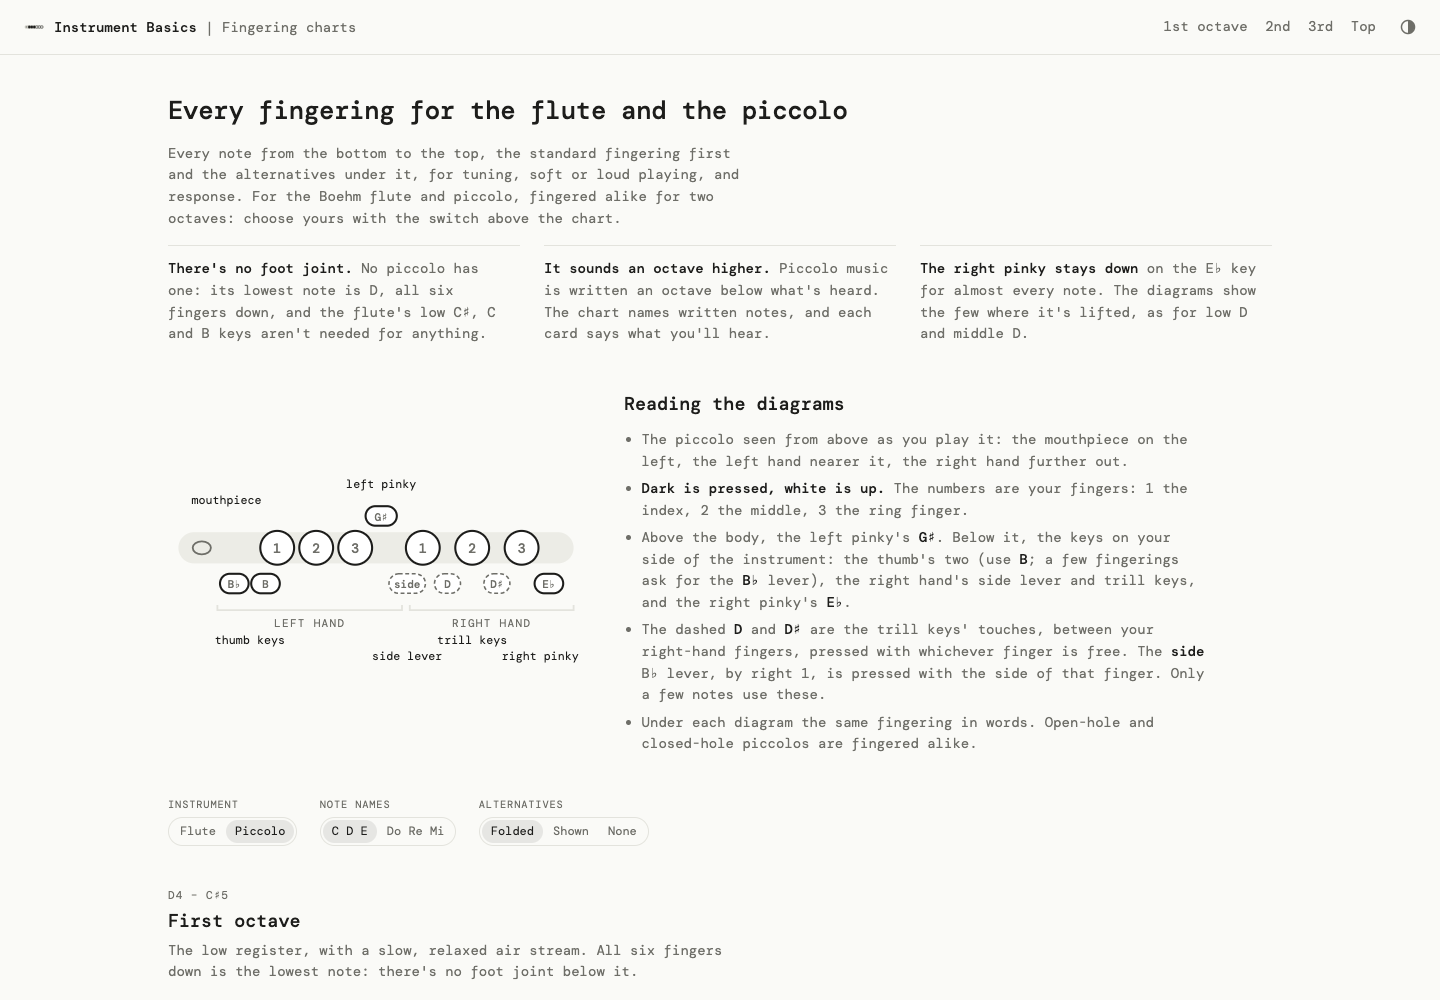 Instrument Basics | Fingering charts
1st octave 2nd 3rd Top
Every fingering for the flute and the piccolo
Every note from the bottom to the top, the standard fingering first
and the alternatives under it, for tuning, soft or loud playing, and
response. For the Boehm flute and piccolo, fingered alike for two
octaves: choose yours with the switch above the chart.
There's no foot joint. No piccolo has
one: its lowest note is D, all six
fingers down, and the flute's low C♯, C
and B keys aren't needed for anything.
It sounds an octave higher. Piccolo music
is written an octave below what's heard.
The chart names written notes, and each
card says what you'll hear.
The right pinky stays down on the E♭ key
for almost every note. The diagrams show
the few where it's lifted, as for low D
and middle D.
left pinky
mouthpiece
G♯
1 2 3 1 2 3
B♭ B side D D♯ E♭
LEFT HAND RIGHT HAND
thumb keys trill keys
side lever right pinky
Reading the diagrams
• The piccolo seen from above as you play it: the mouthpiece on the
left, the left hand nearer it, the right hand further out.
• Dark is pressed, white is up. The numbers are your fingers: 1 the
index, 2 the middle, 3 the ring finger.
• Above the body, the left pinky's G♯. Below it, the keys on your
side of the instrument: the thumb's two (use B; a few fingerings
ask for the B♭ lever), the right hand's side lever and trill keys,
and the right pinky's E♭.
• The dashed D and D♯ are the trill keys' touches, between your
right-hand fingers, pressed with whichever finger is free. The side
B♭ lever, by right 1, is pressed with the side of that finger. Only
a few notes use these.
• Under each diagram the same fingering in words. Open-hole and
closed-hole piccolos are fingered alike.
INSTRUMENT NOTE NAMES ALTERNATIVES
Flute Piccolo C D E Do Re Mi Folded Shown None
D4 – C♯5
First octave
The low register, with a slow, relaxed air stream. All six fingers
down is the lowest note: there's no foot joint below it.